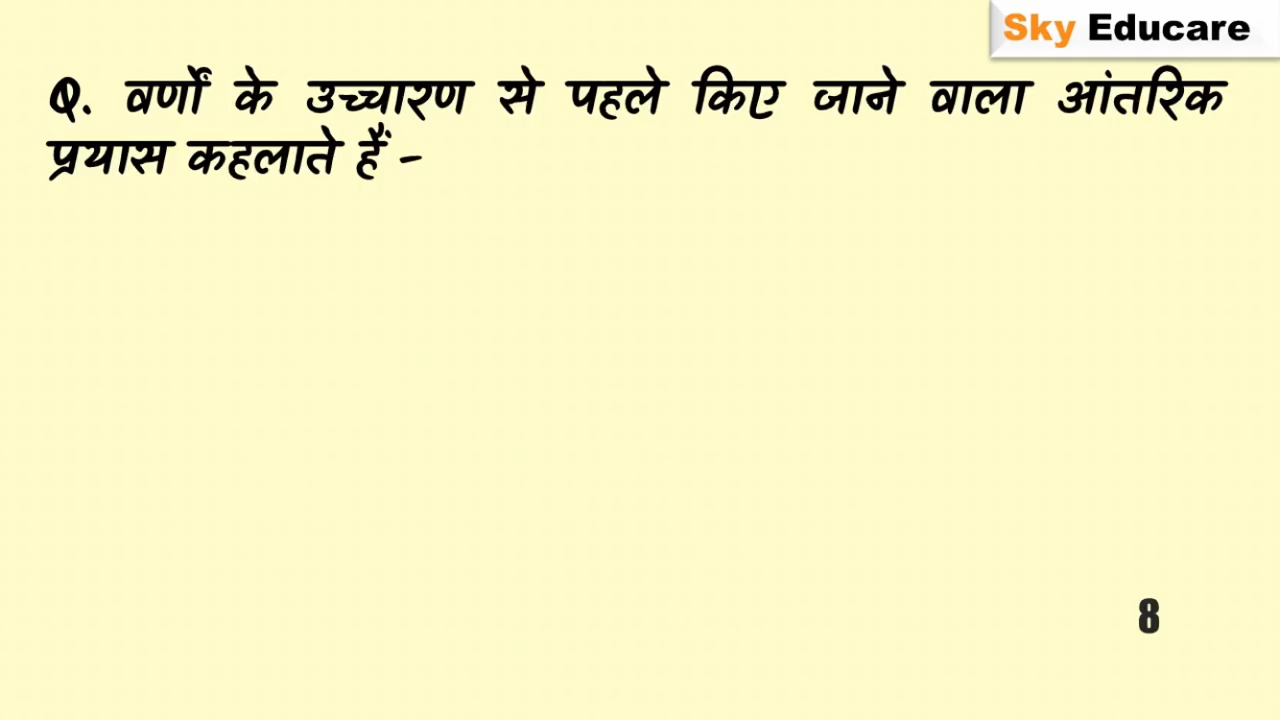 Sky Educare
Q. वर्णों के उच्चारण से पहले किए जाने वाला आंतरिक
प्रयास कहलाते हैं -
8